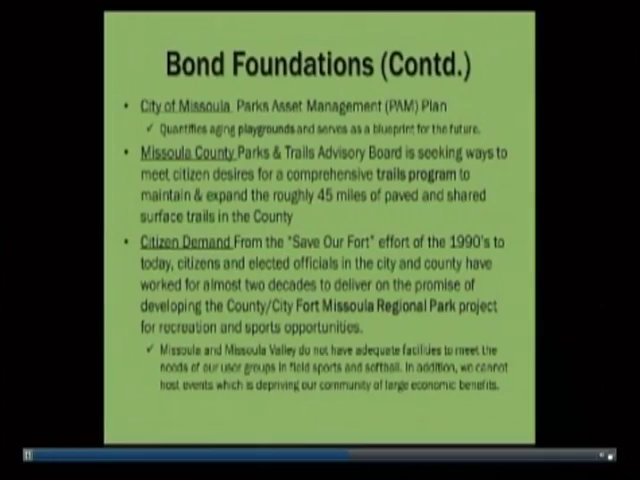 Bond Foundations (Contd.)
• City of Missoula Parks Asset Management (PAM) Plan
✓ Quantifies aging playgrounds and serves as a blueprint for the future.
• Missoula County Parks & Trails Advisory Board is seeking ways to
meet citizen desires for a comprehensive trails program to
maintain & expand the roughly 45 miles of paved and shared
surface trails in the County
• Citizen Demand From the "Save Our Fort" effort of the 1990's to
today, citizens and elected officials in the city and county have
worked for almost two decades to deliver on the promise of
developing the County/City Fort Missoula Regional Park project
for recreation and sports opportunities.
✓ Missoula and Missoula Valley do not have adequate facilities to meet the
needs of our user groups in field sports and softball. In addition, we cannot
host events which is depriving our community of large economic benefits.